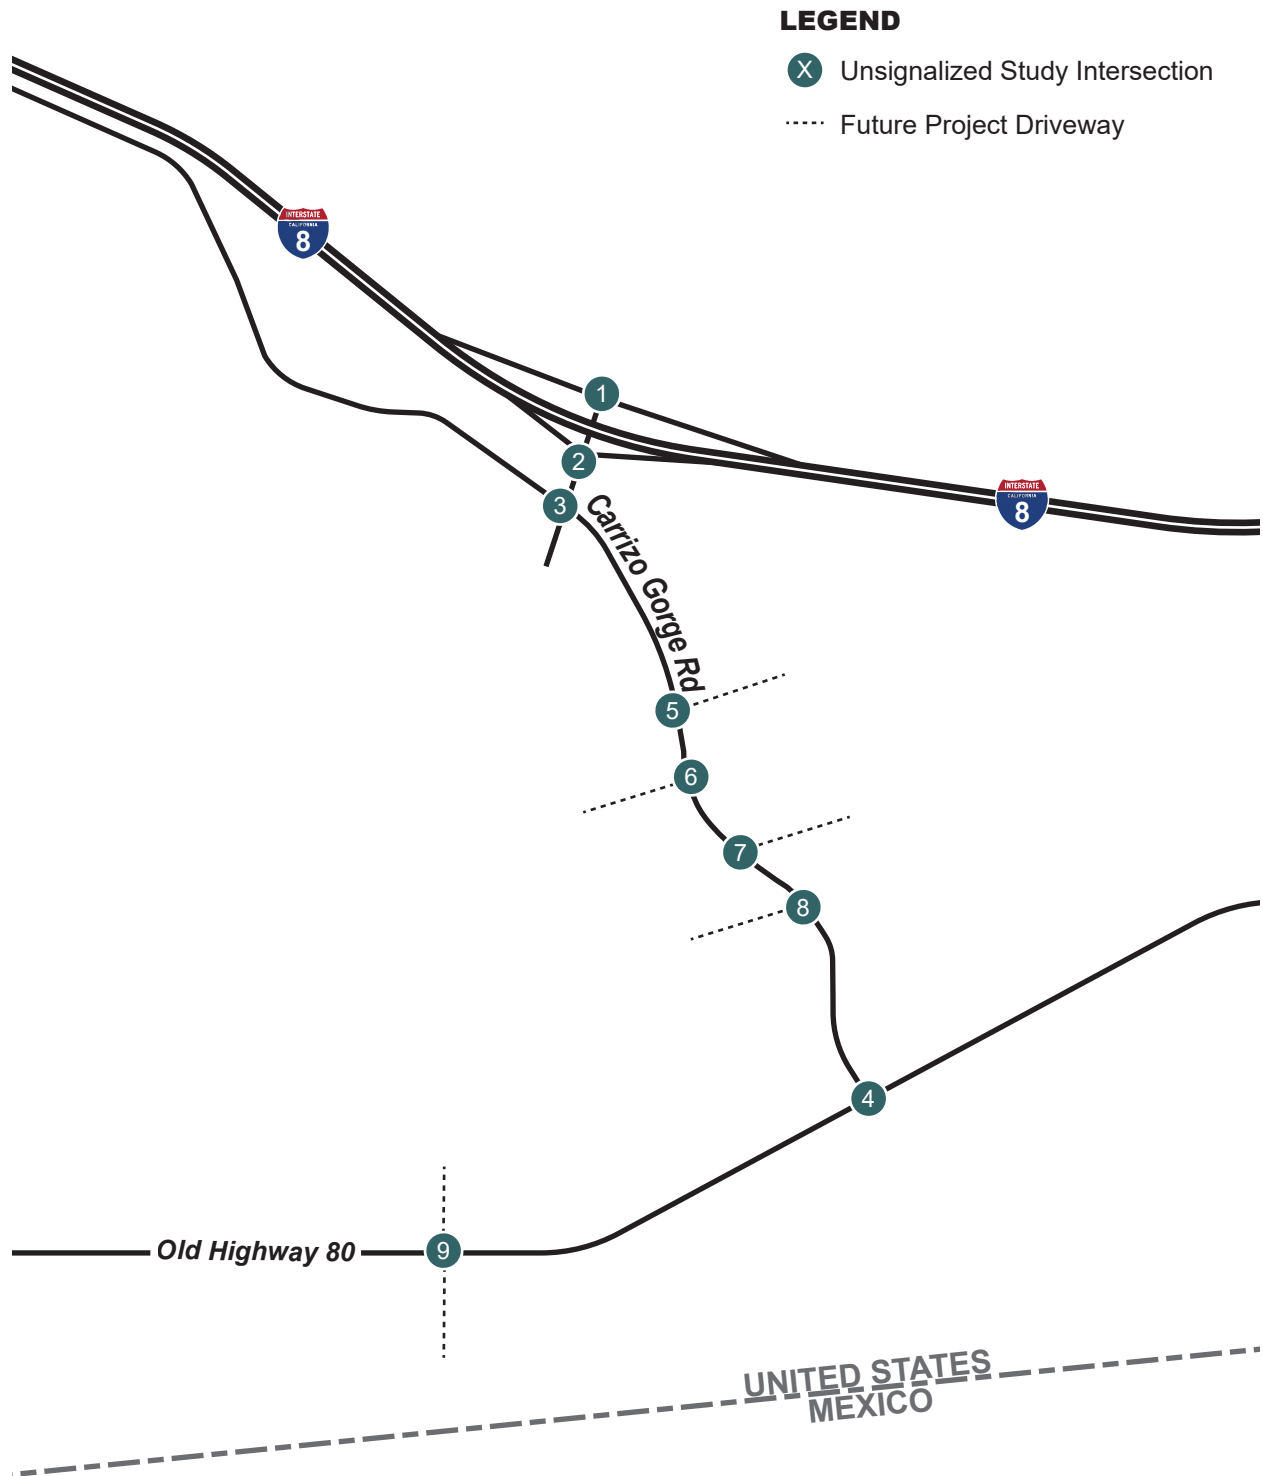 LEGEND
X Unsignalized Study Intersection
Future Project Driveway
INTERSTATE
CALIFORNIA
8
1
2
3
INTERSTATE
CALIFORNIA
8
Carrizo Gorge Rd
5
6
7
8
4
Old Highway 80
9
UNITED STATES
MEXICO